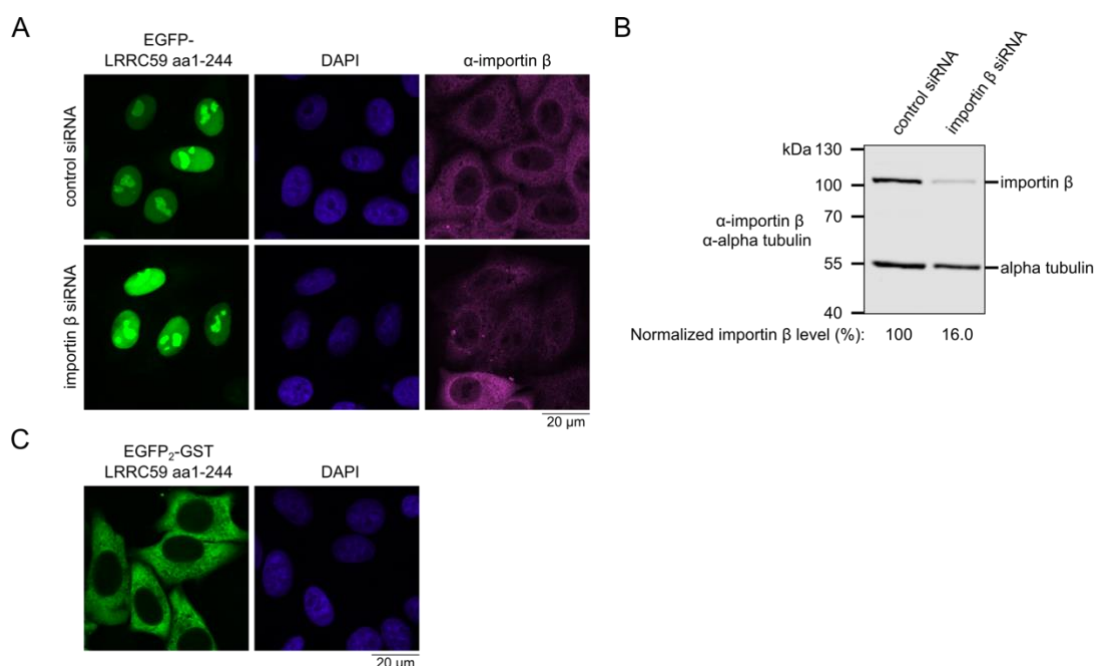 A
EGFP-
LRRC59 aa1-244
DAPI
α-importin β
control siRNA
importin β siRNA
20 µm
B
control siRNA
importin β siRNA
kDa 130
100
70
55
40
α-importin β
α-alpha tubulin
importin β
alpha tubulin
Normalized importin β level (%): 100 16.0
C
EGFP₂-GST
LRRC59 aa1-244
DAPI
20 µm